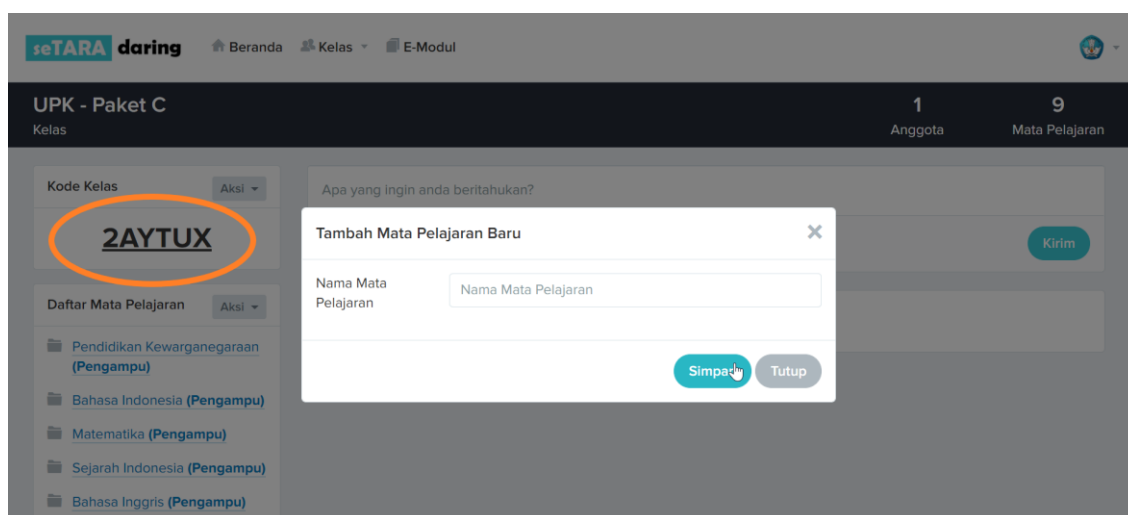 seTARA daring Beranda Kelas E-Modul
UPK - Paket C
Kelas
1
Anggota
9
Mata Pelajaran
Kode Kelas
Aksi
2AYTUX
Apa yang ingin anda beritahukan?
Kirim
Tambah Mata Pelajaran Baru
Nama Mata
Pelajaran
Nama Mata Pelajaran
Simpan
Tutup
Daftar Mata Pelajaran
Aksi
Pendidikan Kewarganegaraan
(Pengampu)
Bahasa Indonesia (Pengampu)
Matematika (Pengampu)
Sejarah Indonesia (Pengampu)
Bahasa Inggris (Pengampu)